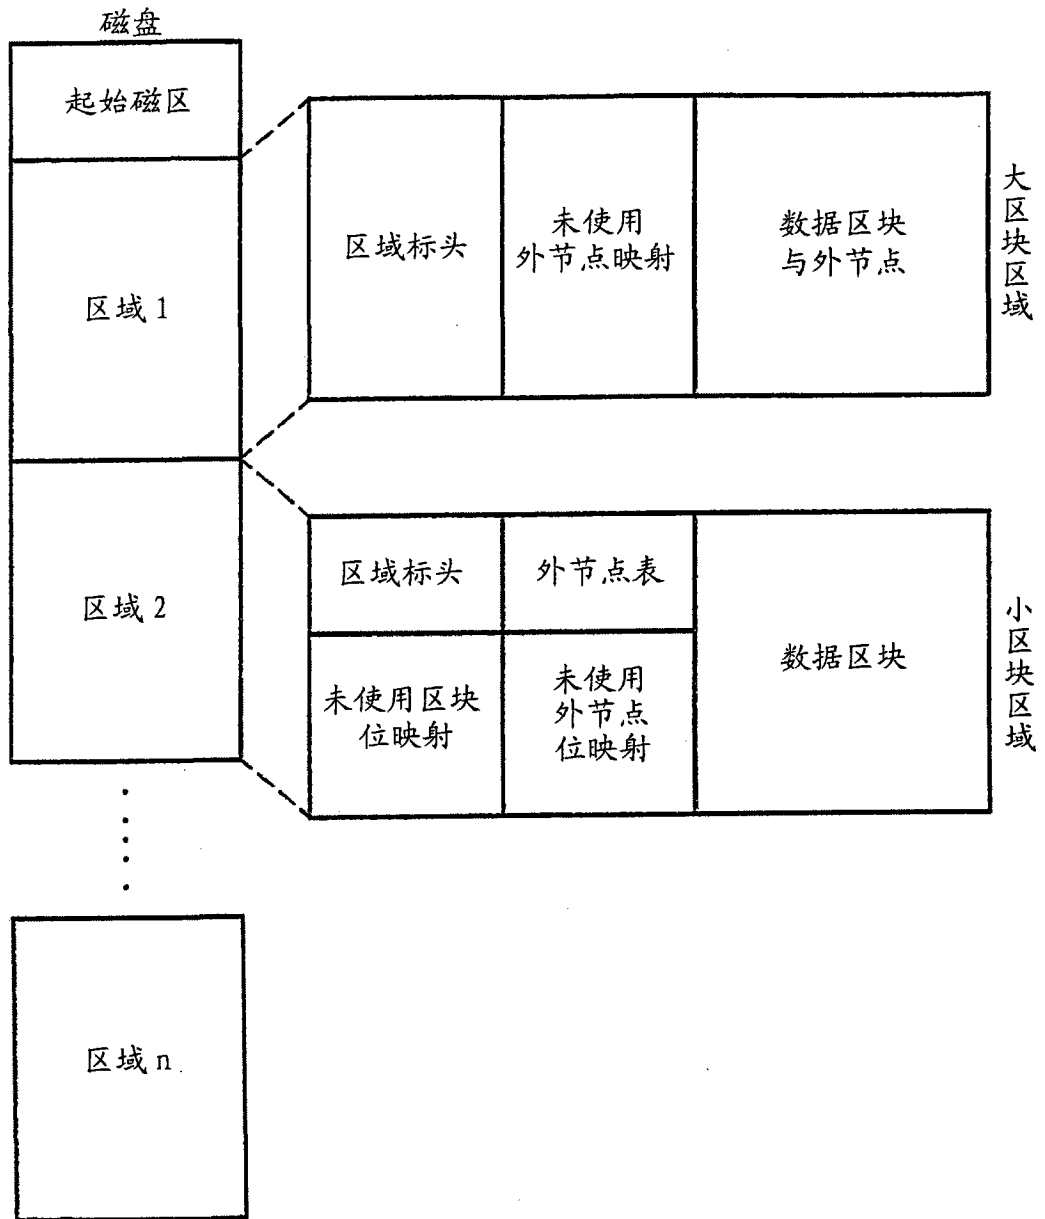 磁盘
起始磁区
区域1
区域标头
未使用
外节点映射
数据区块
与外节点
大区块区域
区域2
区域标头
外节点表
未使用区块
位映射
未使用
外节点
位映射
数据区块
小区块区域
区域n